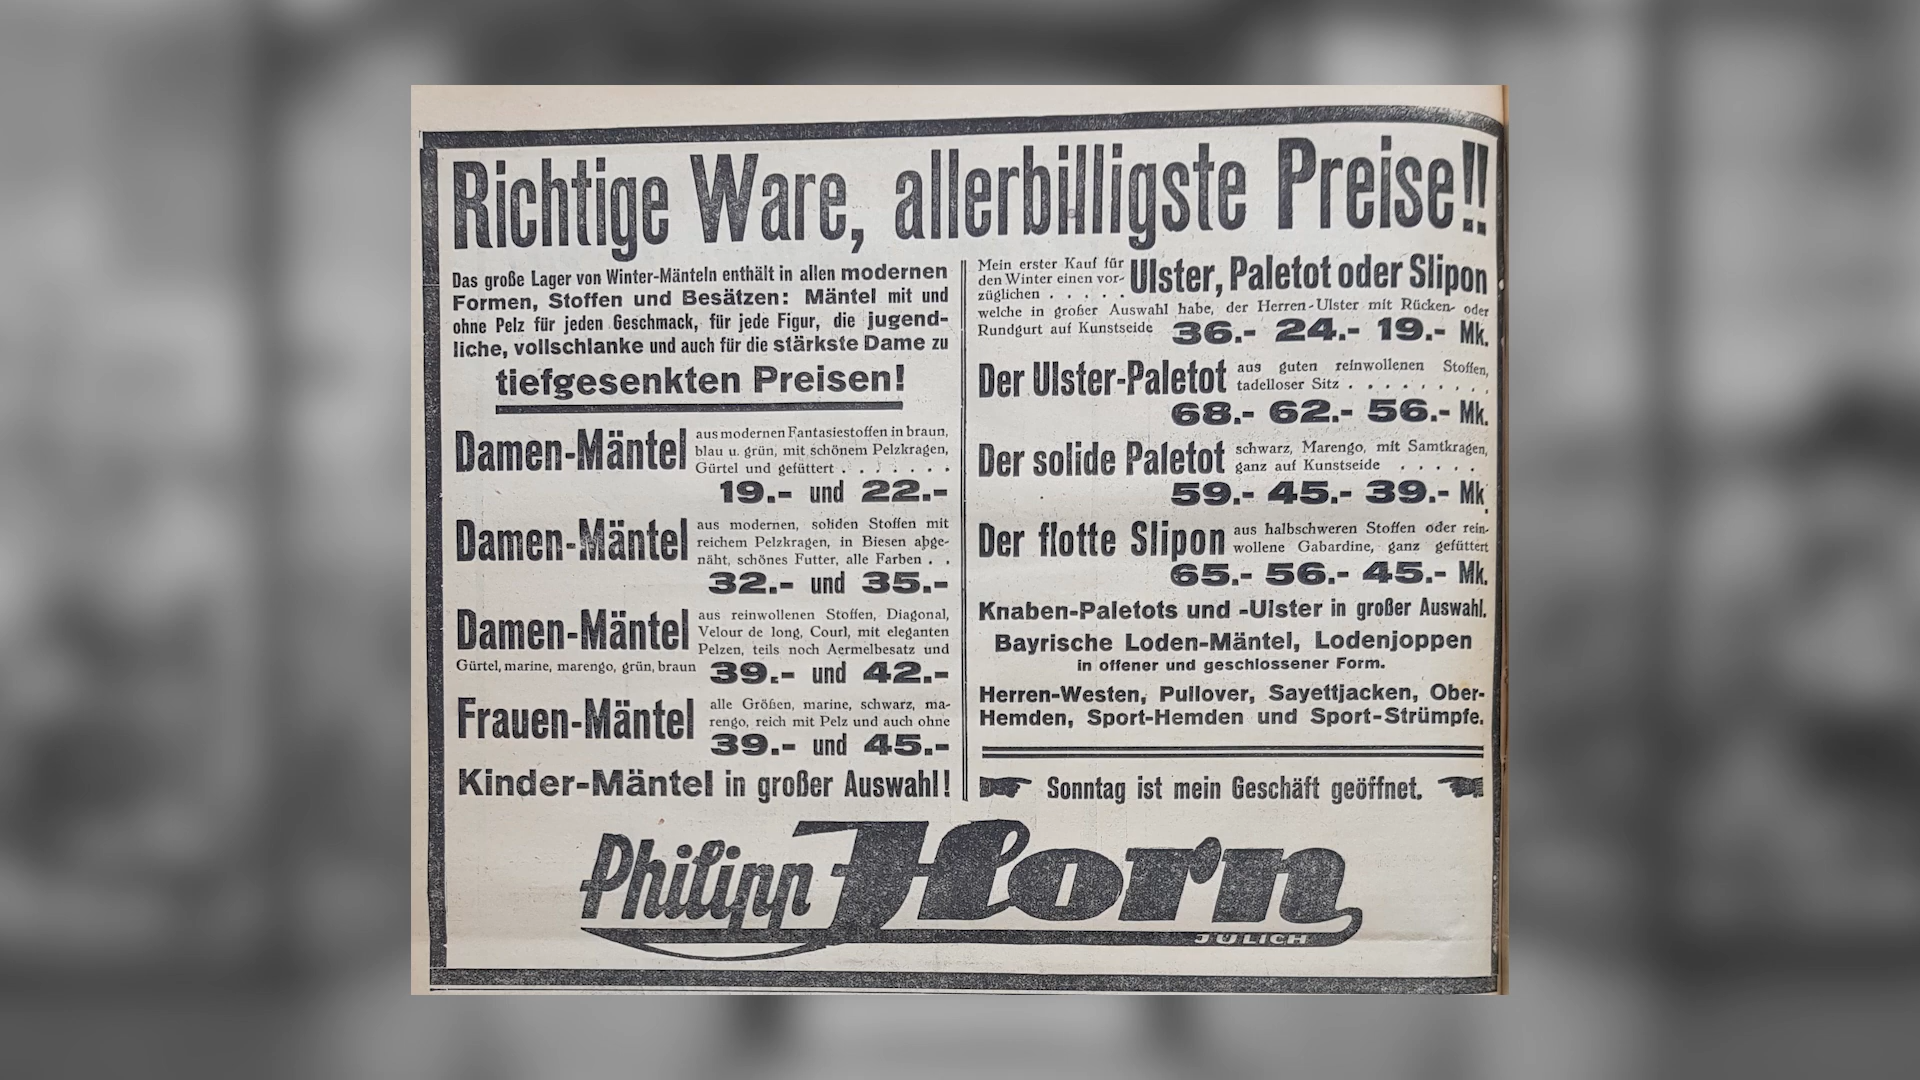 Richtige Ware, allerbilligste Preise!!
Das große Lager von Winter-Mänteln enthält in allen modernen
Formen, Stoffen und Besätzen: Mäntel mit und
ohne Pelz für jeden Geschmack, für jede Figur, die jugend-
liche, vollschlanke und auch für die stärkste Dame zu
tiefgesenkten Preisen!
Damen-Mäntel aus modernen Fantasiestoffen in braun,
blau u. grün, mit schönem Pelzkragen,
Gürtel und gefüttert . . . . . . .
19.- und 22.-
Damen-Mäntel aus modernen, soliden Stoffen mit
reichem Pelzkragen, in Biesen abge-
näht, schönes Futter, alle Farben . .
32.- und 35.-
Damen-Mäntel aus reinwollenen Stoffen, Diagonal,
Velour de long, Courl, mit eleganten
Pelzen, teils noch Aermelbesatz und
Gürtel, marine, marengo, grün, braun 39.- und 42.-
Frauen-Mäntel alle Größen, marine, schwarz, ma-
rengo, reich mit Pelz und auch ohne
39.- und 45.-
Kinder-Mäntel in großer Auswahl!
Mein erster Kauf für
den Winter einen vor-
züglichen . . . . . Ulster, Paletot oder Slipon
welche in großer Auswahl habe, der Herren-Ulster mit Rücken- oder
Rundgurt auf Kunstseide 36.- 24.- 19.- Mk.
Der Ulster-Paletot aus guten reinwollenen Stoffen,
tadelloser Sitz . . . . . . . .
68.- 62.- 56.- Mk.
Der solide Paletot schwarz, Marengo, mit Samtkragen,
ganz auf Kunstseide . . . . .
59.- 45.- 39.- Mk.
Der flotte Slipon aus halbschweren Stoffen oder rein-
wollene Gabardine, ganz gefüttert
65.- 56.- 45.- Mk.
Knaben-Paletots und -Ulster in großer Auswahl.
Bayrische Loden-Mäntel, Lodenjoppen
in offener und geschlossener Form.
Herren-Westen, Pullover, Sayettjacken, Ober-
Hemden, Sport-Hemden und Sport-Strümpfe.
Sonntag ist mein Geschäft geöffnet.
Philipp Horn
JÜLICH